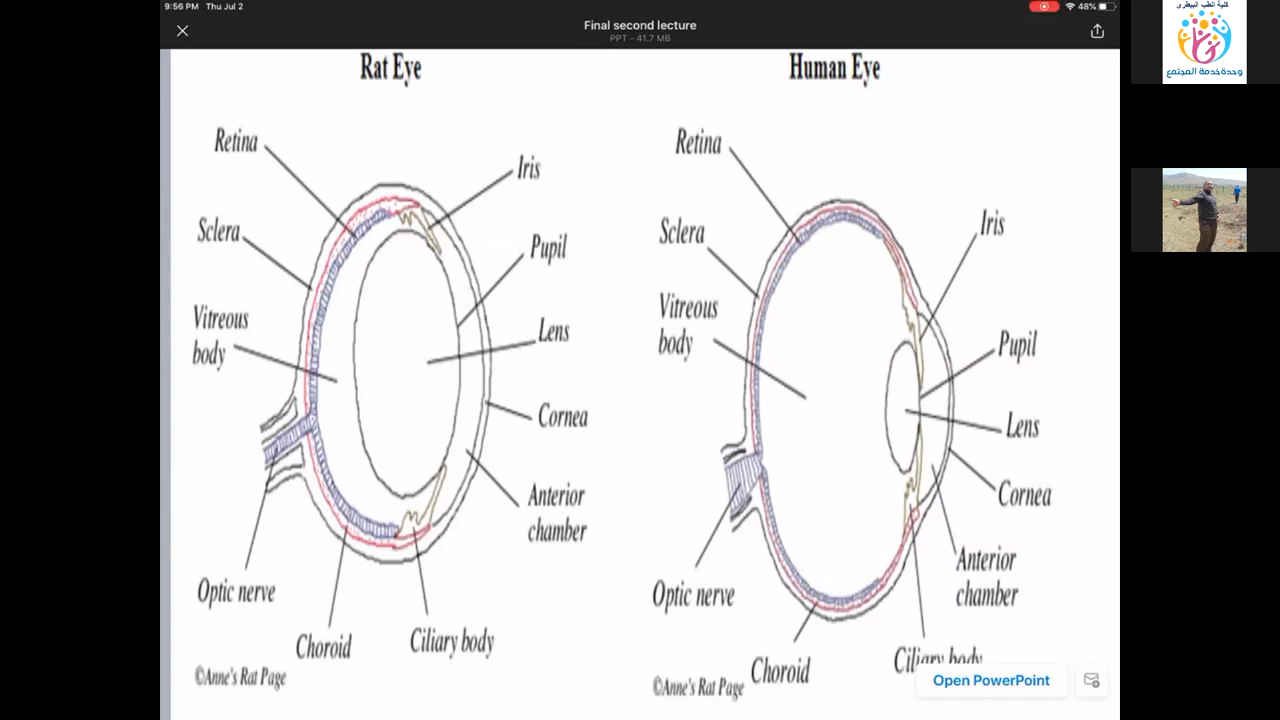 9:56 PM Thu Jul 2
48%
Final second lecture
PPT - 41.7 MB
كلية الطب البيطرى
وحدة خدمة المجتمع
Rat Eye
Retina
Iris
Sclera
Pupil
Vitreous
body
Lens
Cornea
Anterior
chamber
Optic nerve
Choroid
Ciliary body
©Anne's Rat Page
Human Eye
Retina
Iris
Sclera
Vitreous
body
Pupil
Lens
Cornea
Anterior
chamber
Optic nerve
Choroid
Ciliary body
©Anne's Rat Page
Open PowerPoint